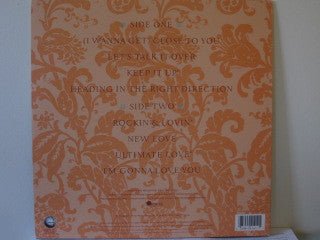 SIDE ONE
(I WANNA GET) CLOSE TO YOU
LET'S TALK IT OVER
KEEP IT UP
HEADING IN THE RIGHT DIRECTION
SIDE TWO
ROCKIN & LOVIN'
NEW LOVE
"ULTIMATE LOVE"
I'M GONNA LOVE YOU